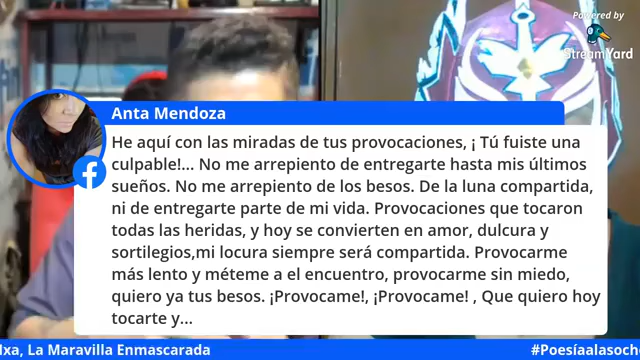 Powered by
StreamYard
Anta Mendoza
He aquí con las miradas de tus provocaciones, ¡ Tú fuiste una
culpable!... No me arrepiento de entregarte hasta mis últimos
sueños. No me arrepiento de los besos. De la luna compartida,
ni de entregarte parte de mi vida. Provocaciones que tocaron
todas las heridas, y hoy se convierten en amor, dulcura y
sortilegios,mi locura siempre será compartida. Provocarme
más lento y méteme a el encuentro, provocarme sin miedo,
quiero ya tus besos. ¡Provocame!, ¡Provocame! , Que quiero hoy
tocarte y...
lxa, La Maravilla Enmascarada
#Poesíaalasoche